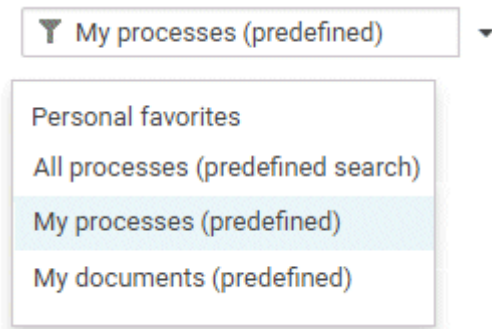 My processes (predefined)
Personal favorites
All processes (predefined search)
My processes (predefined)
My documents (predefined)